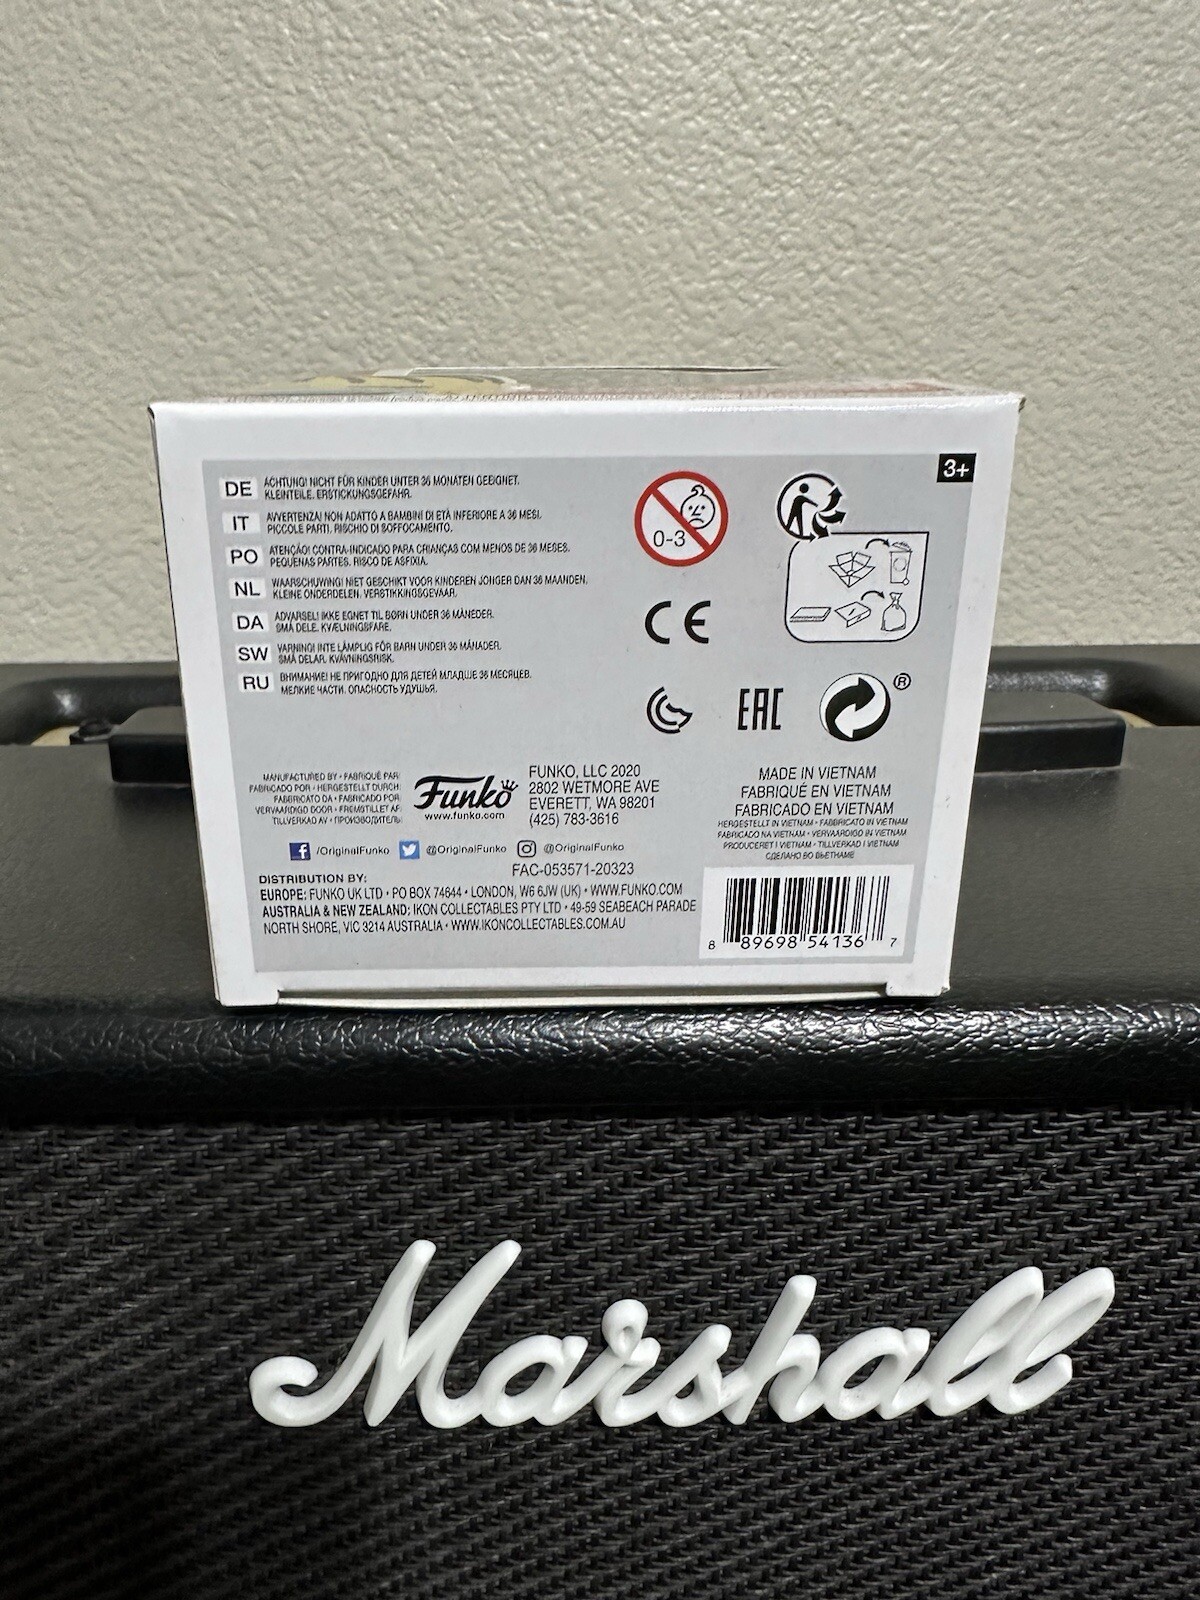 3+
DE ACHTUNG! NICHT FÜR KINDER UNTER 36 MONATEN GEEIGNET.
KLEINTEILE. ERSTICKUNGSGEFAHR.
IT AVVERTENZA! NON ADATTO A BAMBINI DI ETÀ INFERIORE A 36 MESI.
PICCOLE PARTI. RISCHIO DI SOFFOCAMENTO.
PO ATENÇÃO! CONTRA-INDICADO PARA CRIANÇAS COM MENOS DE 36 MESES.
PEQUENAS PARTES. RISCO DE ASFIXIA.
NL WAARSCHUWING! NIET GESCHIKT VOOR KINDEREN JONGER DAN 36 MAANDEN.
KLEINE ONDERDELEN. VERSTIKKINGSGEVAAR.
DA ADVARSEL! IKKE EGNET TIL BØRN UNDER 36 MÅNEDER.
SMÅ DELE. KVÆLNINGSFARE.
SW VARNING! INTE LÄMPLIG FÖR BARN UNDER 36 MÅNADER.
SMÅ DELAR. KVÄVNINGSRISK.
RU ВНИМАНИЕ! НЕ ПРИГОДНО ДЛЯ ДЕТЕЙ МЛАДШЕ 36 МЕСЯЦЕВ.
МЕЛКИЕ ЧАСТИ. ОПАСНОСТЬ УДУШЬЯ.
0-3
CE
EAC
®
MANUFACTURED BY • FABRIQUÉ PAR
FABRICADO POR • HERGESTELLT DURCH
FABBRICATO DA • FABRICADO POR
VERVAARDIGD DOOR • FREMSTILLET AF
TILLVERKAD AV • ПРОИЗВОДИТЕЛЬ
Funko
www.funko.com
FUNKO, LLC 2020
2802 WETMORE AVE
EVERETT, WA 98201
(425) 783-3616
MADE IN VIETNAM
FABRIQUÉ EN VIETNAM
FABRICADO EN VIETNAM
HERGESTELLT IN VIETNAM • FABBRICATO IN VIETNAM
FABRICADO NA VIETNAM • VERVAARDIGD IN VIETNAM
PRODUCERET I VIETNAM • TILLVERKAD I VIETNAM
СДЕЛАНО ВО ВЬЕТНАМЕ
/OriginalFunko @OriginalFunko @OriginalFunko
FAC-053571-20323
DISTRIBUTION BY:
EUROPE: FUNKO UK LTD • PO BOX 74644 • LONDON, W6 6JW (UK) • WWW.FUNKO.COM
AUSTRALIA & NEW ZEALAND: IKON COLLECTABLES PTY LTD • 49-59 SEABEACH PARADE
NORTH SHORE, VIC 3214 AUSTRALIA • WWW.IKONCOLLECTABLES.COM.AU
8 89698 54136 7
Marshall